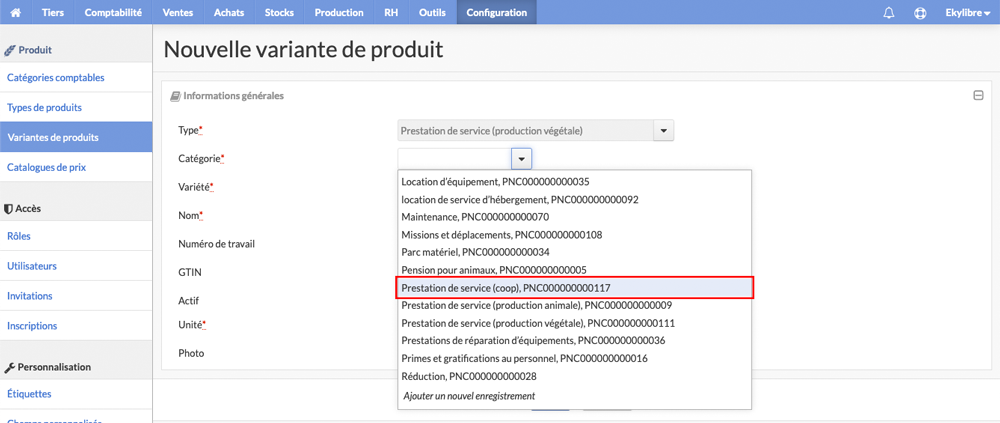 Tiers Comptabilité Ventes Achats Stocks Production RH Outils Configuration Ekylibre
Produit
Catégories comptables
Types de produits
Variantes de produits
Catalogues de prix
Accès
Rôles
Utilisateurs
Invitations
Inscriptions
Personnalisation
Étiquettes
Nouvelle variante de produit
Informations générales
Type* Prestation de service (production végétale)
Catégorie*
Variété*
Nom*
Numéro de travail
GTIN
Actif
Unité*
Photo
Location d'équipement, PNC000000000035
location de service d'hébergement, PNC000000000092
Maintenance, PNC000000000070
Missions et déplacements, PNC000000000108
Parc matériel, PNC000000000034
Pension pour animaux, PNC000000000005
Prestation de service (coop), PNC000000000117
Prestation de service (production animale), PNC000000000009
Prestation de service (production végétale), PNC000000000111
Prestations de réparation d'équipements, PNC000000000036
Primes et gratifications au personnel, PNC000000000016
Réduction, PNC000000000028
Ajouter un nouvel enregistrement